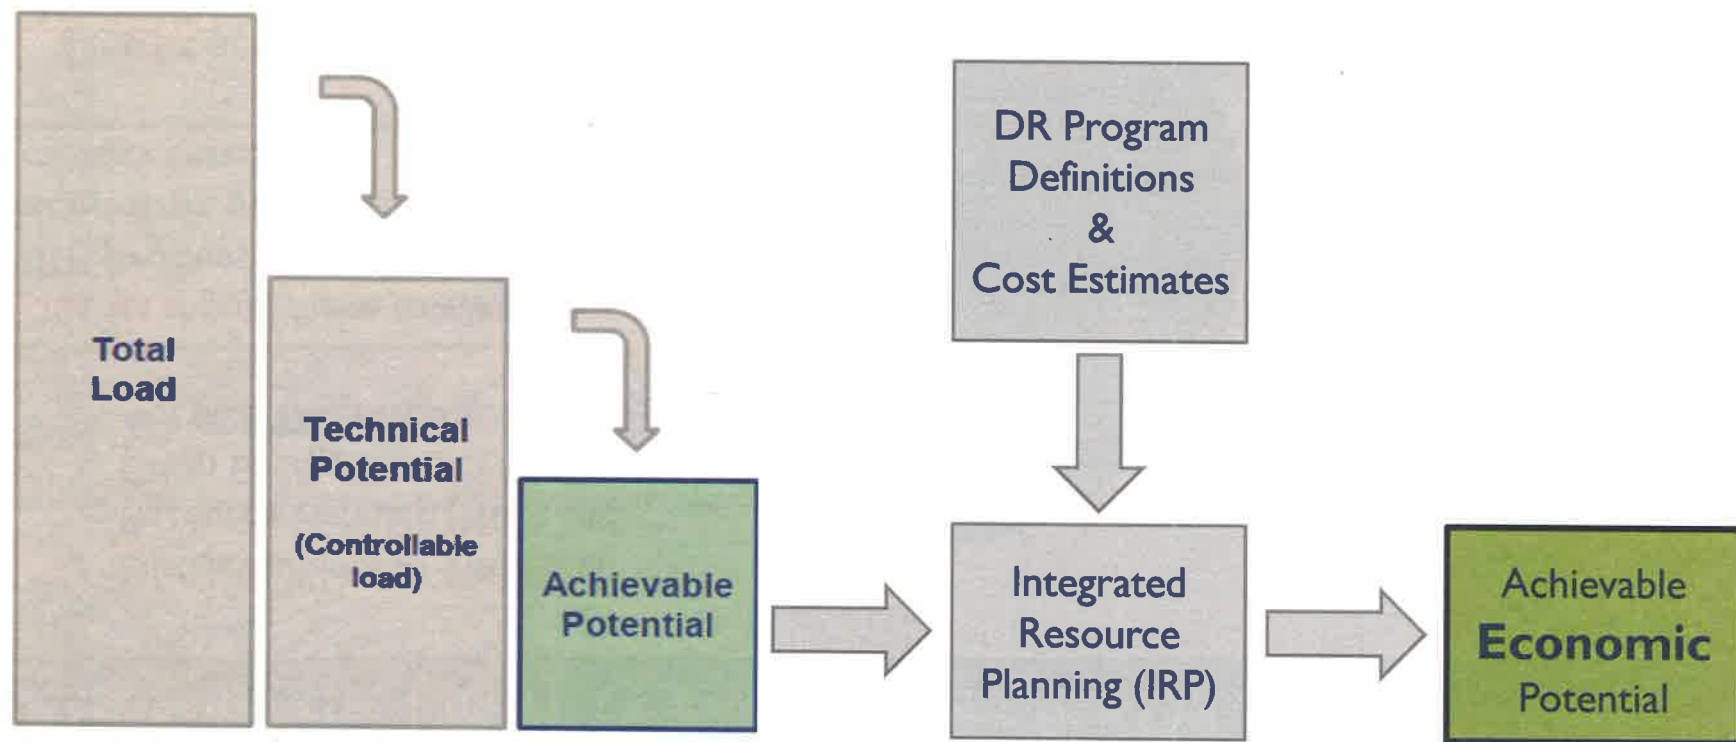 Total
Load
Technical
Potential
(Controllable
load)
Achievable
Potential
DR Program
Definitions
&
Cost Estimates
Integrated
Resource
Planning (IRP)
Achievable
Economic
Potential